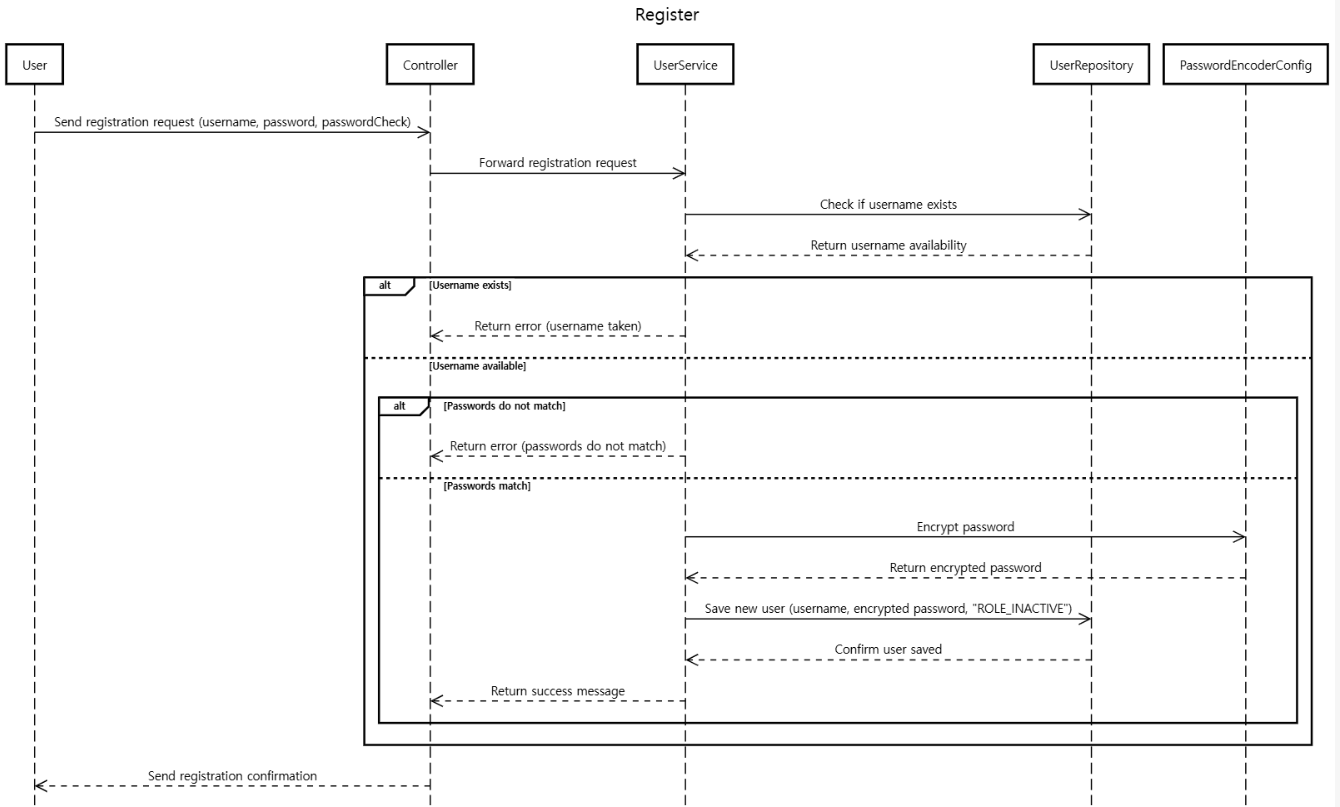 Register
User
Controller
UserService
UserRepository
PasswordEncoderConfig
Send registration request (username, password, passwordCheck)
Forward registration request
Check if username exists
Return username availability
alt
[Username exists]
Return error (username taken)
[Username available]
alt
[Passwords do not match]
Return error (passwords do not match)
[Passwords match]
Encrypt password
Return encrypted password
Save new user (username, encrypted password, "ROLE_INACTIVE")
Confirm user saved
Return success message
Send registration confirmation